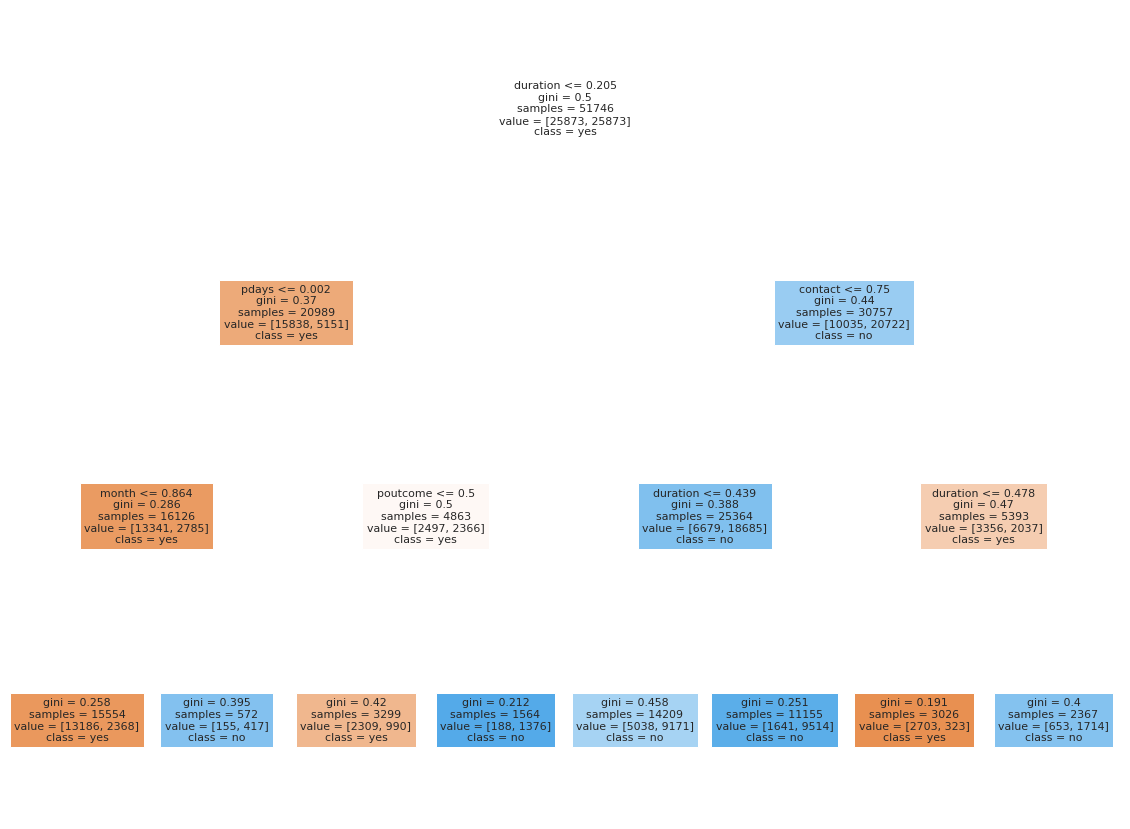 duration <= 0.205
gini = 0.5
samples = 51746
value = [25873, 25873]
class = yes
pdays <= 0.002
gini = 0.37
samples = 20989
value = [15838, 5151]
class = yes
contact <= 0.75
gini = 0.44
samples = 30757
value = [10035, 20722]
class = no
month <= 0.864
gini = 0.286
samples = 16126
value = [13341, 2785]
class = yes
poutcome <= 0.5
gini = 0.5
samples = 4863
value = [2497, 2366]
class = yes
duration <= 0.439
gini = 0.388
samples = 25364
value = [6679, 18685]
class = no
duration <= 0.478
gini = 0.47
samples = 5393
value = [3356, 2037]
class = yes
gini = 0.258
samples = 15554
value = [13186, 2368]
class = yes
gini = 0.395
samples = 572
value = [155, 417]
class = no
gini = 0.42
samples = 3299
value = [2309, 990]
class = yes
gini = 0.212
samples = 1564
value = [188, 1376]
class = no
gini = 0.458
samples = 14209
value = [5038, 9171]
class = no
gini = 0.251
samples = 11155
value = [1641, 9514]
class = no
gini = 0.191
samples = 3026
value = [2703, 323]
class = yes
gini = 0.4
samples = 2367
value = [653, 1714]
class = no